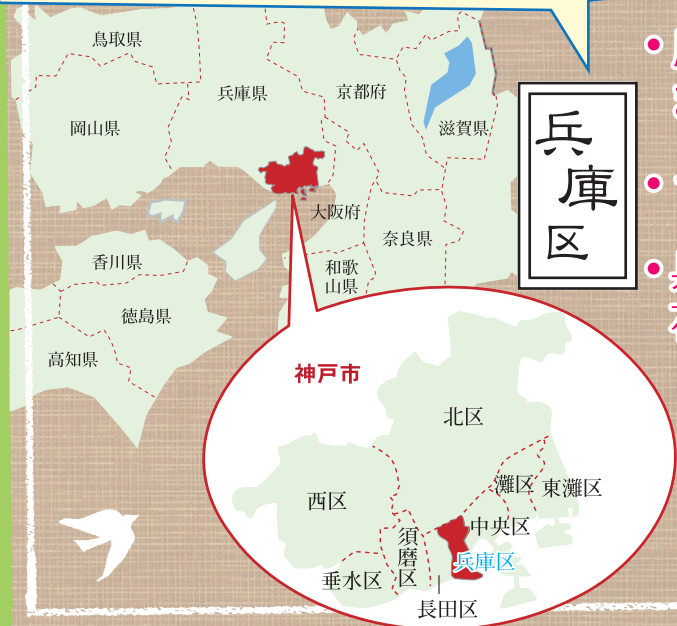 鳥取県
兵庫県
京都府
岡山県
滋賀県
大阪府
奈良県
和歌
山県
香川県
徳島県
高知県
兵庫区
神戸市
北区
西区
灘区
東灘区
中央区
須磨区
兵庫区
垂水区
長田区